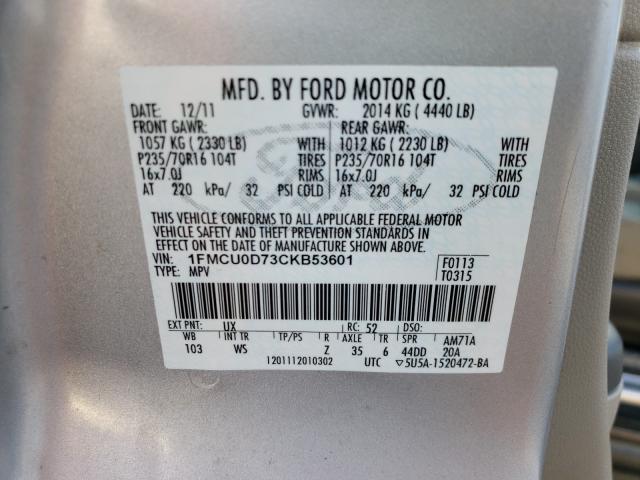 MFD. BY FORD MOTOR CO.
DATE: 12/11 GVWR: 2014 KG ( 4440 LB)
FRONT GAWR: REAR GAWR:
1057 KG ( 2330 LB) WITH 1012 KG ( 2230 LB) WITH
P235/70R16 104T TIRES P235/70R16 104T TIRES
16x7.0J RIMS 16x7.0J RIMS
AT 220 kPa/ 32 PSI COLD AT 220 kPa/ 32 PSI COLD
Ford
THIS VEHICLE CONFORMS TO ALL APPLICABLE FEDERAL MOTOR
VEHICLE SAFETY AND THEFT PREVENTION STANDARDS IN
EFFECT ON THE DATE OF MANUFACTURE SHOWN ABOVE.
VIN: 1FMCU0D73CKB53601 F0113
TYPE: MPV T0315
EXT PNT: UX RC: 52 DSO:
WB INT TR TP/PS R AXLE TR SPR AM71A
103 WS Z 35 6 44DD 20A
1201112010302 UTC ▽5U5A-1520472-BA